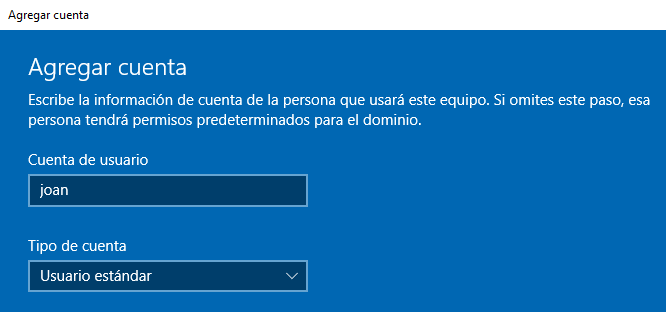 Agregar cuenta
Agregar cuenta
Escribe la información de cuenta de la persona que usará este equipo. Si omites este paso, esa
persona tendrá permisos predeterminados para el dominio.
Cuenta de usuario
joan
Tipo de cuenta
Usuario estándar